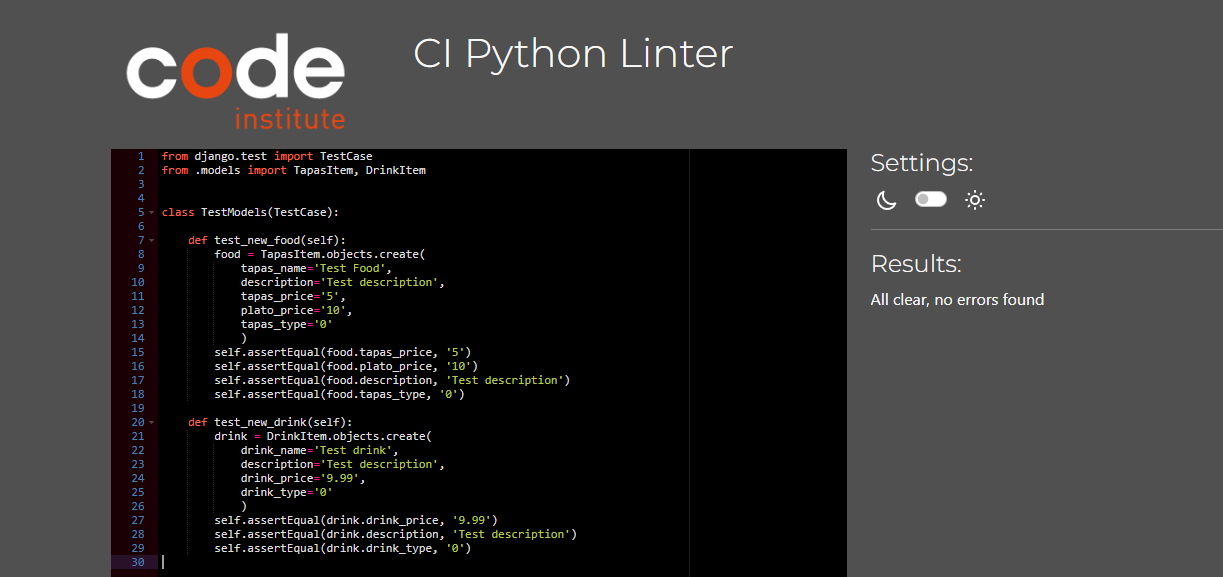 code
institute
CI Python Linter
1 from django.test import TestCase
2 from .models import TapasItem, DrinkItem
3
4
5 class TestModels(TestCase):
6
7     def test_new_food(self):
8         food = TapasItem.objects.create(
9             tapas_name='Test Food',
10             description='Test description',
11             tapas_price='5',
12             plato_price='10',
13             tapas_type='0'
14             )
15         self.assertEqual(food.tapas_price, '5')
16         self.assertEqual(food.plato_price, '10')
17         self.assertEqual(food.description, 'Test description')
18         self.assertEqual(food.tapas_type, '0')
19
20     def test_new_drink(self):
21         drink = DrinkItem.objects.create(
22             drink_name='Test drink',
23             description='Test description',
24             drink_price='9.99',
25             drink_type='0'
26             )
27         self.assertEqual(drink.drink_price, '9.99')
28         self.assertEqual(drink.description, 'Test description')
29         self.assertEqual(drink.drink_type, '0')
30
Settings:
Results:
All clear, no errors found